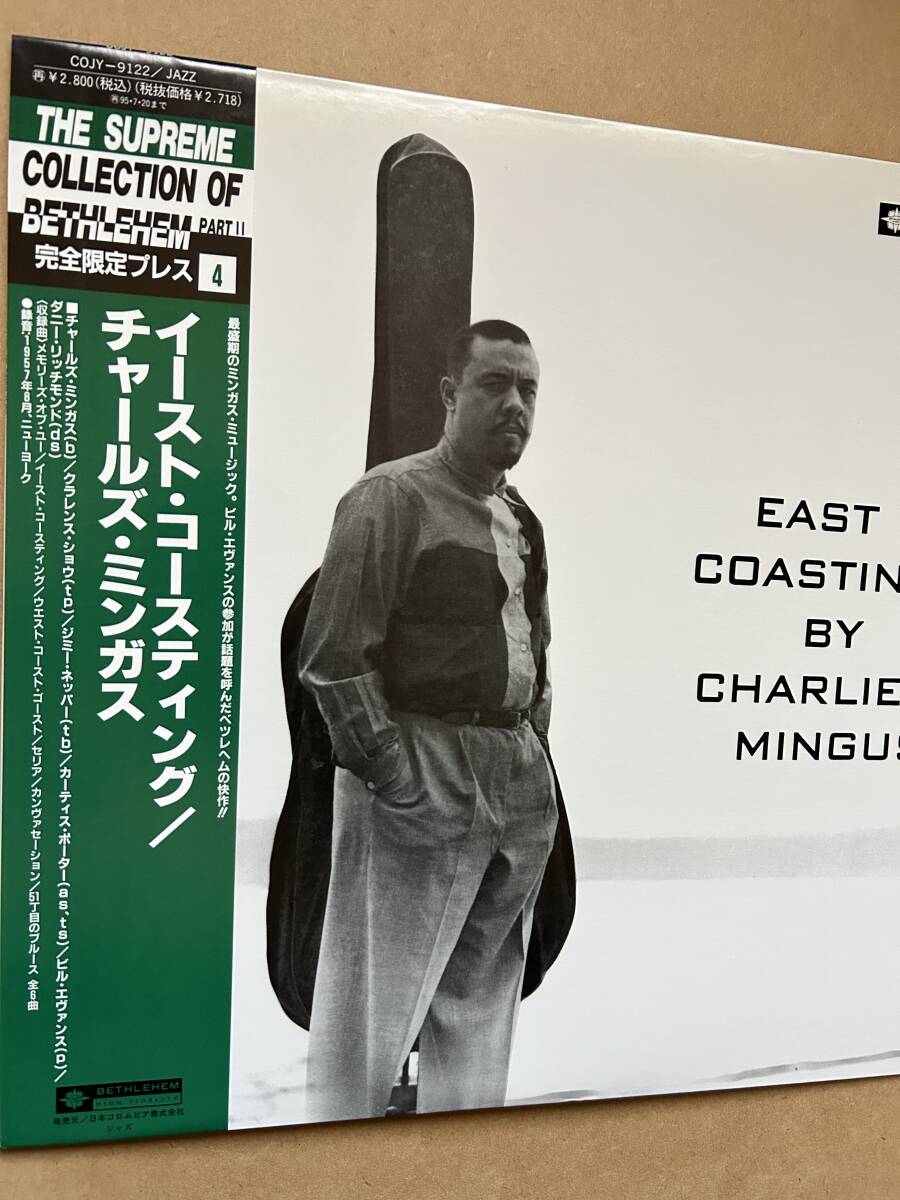 COJY-9122/JAZZ
再¥2.800(税込)(税抜価格¥2.718)
再95・7・20まで
THE SUPREME
COLLECTION OF
BETHLEHEM PART II
完全限定プレス 4
最盛期のミンガス・ミュージック。ビル・エヴァンスの参加が話題を呼んだベツレヘムの快作!!
イースト・コースティング/
チャールズ・ミンガス
■チャールズ・ミンガス(b)/クラレンス・ショウ(tp)/ジミー・ネッパー(tb)/カーティス・ポーター(as、ts)/ビル・エヴァンス(p)/
ダニー・リッチモンド(ds)
〈収録曲〉メモリーズ・オブ・ユー/イースト・コースティング/ウエスト・コースト・ゴースト/セリア/カンヴァセーション/51丁目のブルース 全6曲
●録音:1957年8月、ニューヨーク
BETHLEHEM
HIGH FIDELITY
発売元/日本コロムビア株式会社
ジャズ
EAST
COASTIN
BY
CHARLIE
MINGUS